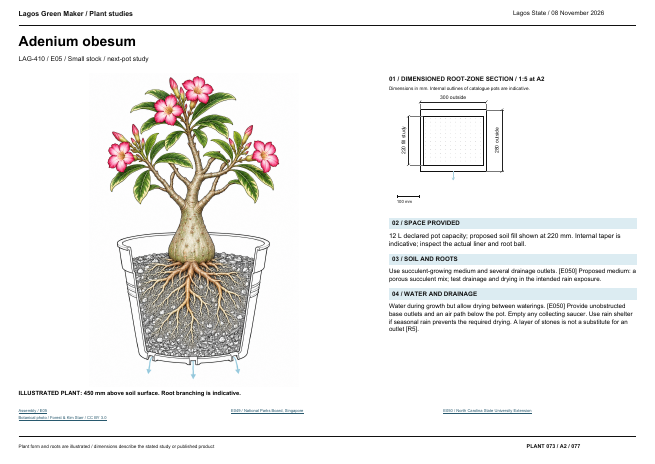 Lagos Green Maker / Plant studies
Lagos State / 08 November 2026
Adenium obesum
LAG-410 / E05 / Small stock / next-pot study
01 / DIMENSIONED ROOT-ZONE SECTION / 1:5 at A2
Dimensions in mm. Internal outlines of catalogue pots are indicative.
300 outside
220 fill study
280 outside
100 mm
02 / SPACE PROVIDED
12 L declared pot capacity; proposed soil fill shown at 220 mm. Internal taper is
indicative; inspect the actual liner and root ball.
03 / SOIL AND ROOTS
Use succulent-growing medium and several drainage outlets. [E050] Proposed medium: a
porous succulent mix; test drainage and drying in the intended rain exposure.
04 / WATER AND DRAINAGE
Water during growth but allow drying between waterings. [E050] Provide unobstructed
base outlets and an air path below the pot. Empty any collecting saucer. Use rain shelter
if seasonal rain prevents the required drying. A layer of stones is not a substitute for an
outlet [R5].
ILLUSTRATED PLANT: 450 mm above soil surface. Root branching is indicative.
Assembly / E05
E049 / National Parks Board, Singapore
E050 / North Carolina State University Extension
Botanical photo / Forest & Kim Starr / CC BY 3.0
Plant form and roots are illustrated / dimensions describe the stated study or published product
PLANT 073 / A2 / 077